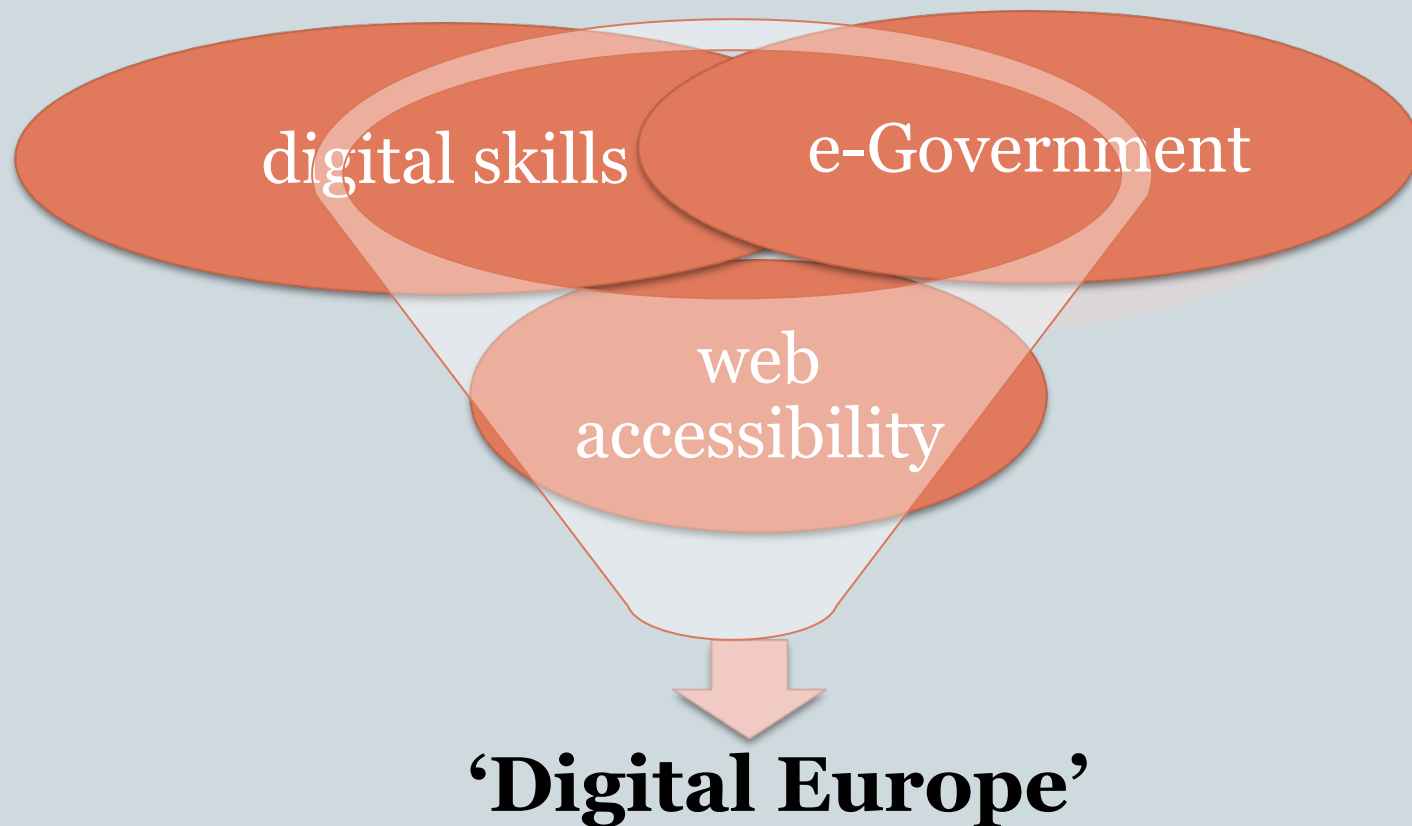 digital skills
e-Government
web
accessibility
‘Digital Europe’